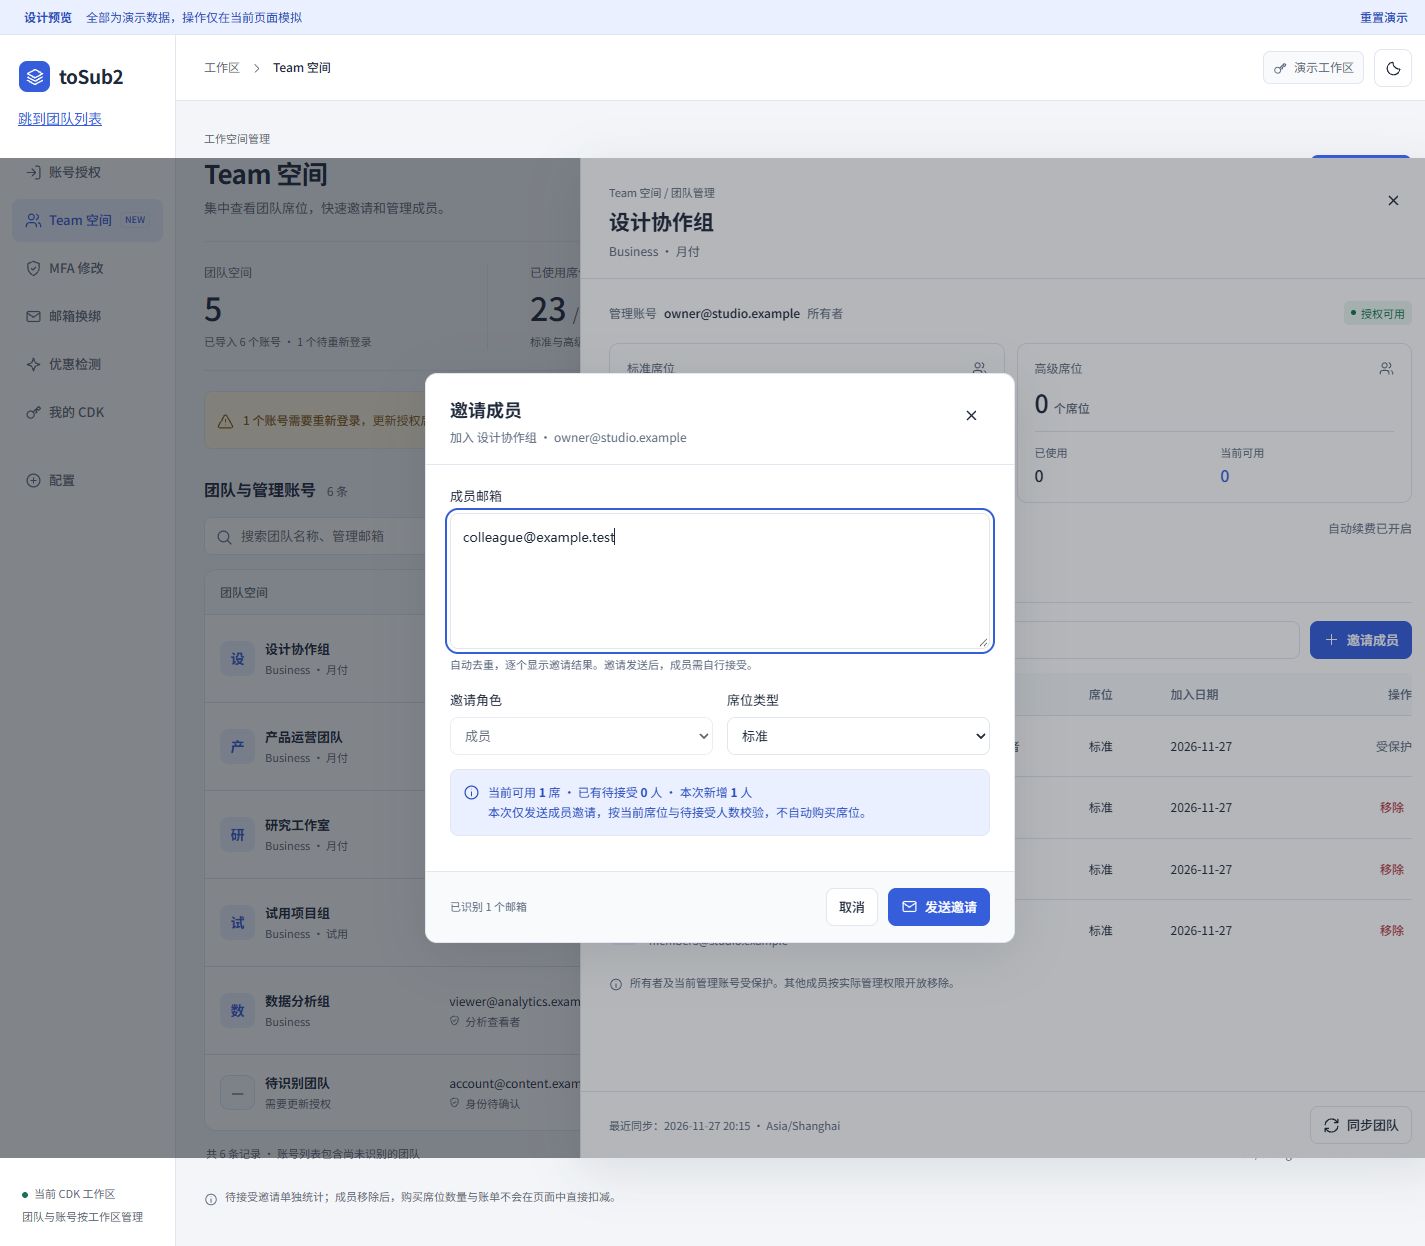 设计预览 全部为演示数据，操作仅在当前页面模拟
重置演示
toSub2
跳到团队列表
工作区 > Team 空间
演示工作区
账号授权
Team 空间 NEW
MFA 修改
邮箱换绑
优惠检测
我的 CDK
配置
当前 CDK 工作区
团队与账号按工作区管理
工作空间管理
Team 空间
集中查看团队席位，快速邀请和管理成员。
团队空间
5
已导入 6 个账号 · 1 个待重新登录
已使用席
23 /
标准与高级
1 个账号需要重新登录，更新授权
团队与管理账号 6 条
搜索团队名称、管理邮箱
团队空间
设 设计协作组
Business · 月付
产 产品运营团队
Business · 月付
研 研究工作室
Business · 月付
试 试用项目组
Business · 试用
数 数据分析组
Business
viewer@analytics.exam
分析查看者
待识别团队
需要更新授权
account@content.exam
身份待确认
共 6 条记录 · 账号列表包含尚未识别的团队
待接受邀请单独统计；成员移除后，购买席位数量与账单不会在页面中直接扣减。
Team 空间 / 团队管理
设计协作组
Business · 月付
管理账号 owner@studio.example 所有者
授权可用
标准席位
高级席位
0 个席位
已使用 当前可用
0 0
自动续费已开启
邀请成员
席位 加入日期 操作
标准 2026-11-27 受保护
标准 2026-11-27 移除
标准 2026-11-27 移除
标准 2026-11-27 移除
所有者及当前管理账号受保护。其他成员按实际管理权限开放移除。
最近同步：2026-11-27 20:15 · Asia/Shanghai
同步团队
邀请成员
加入 设计协作组 · owner@studio.example
成员邮箱
colleague@example.test
自动去重，逐个显示邀请结果。邀请发送后，成员需自行接受。
邀请角色 席位类型
成员 标准
当前可用 1 席 · 已有待接受 0 人 · 本次新增 1 人
本次仅发送成员邀请，按当前席位与待接受人数校验，不自动购买席位。
已识别 1 个邮箱
取消
发送邀请